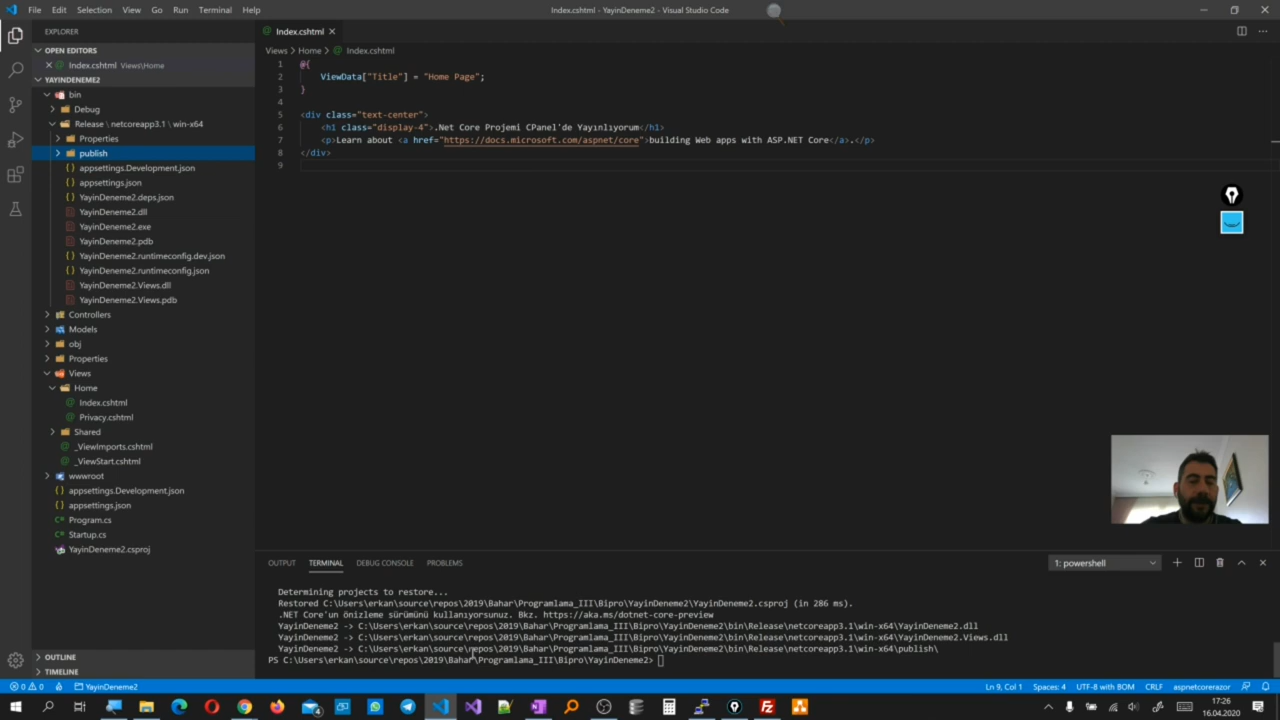 File Edit Selection View Go Run Terminal Help
Index.cshtml - YayinDeneme2 - Visual Studio Code
EXPLORER
OPEN EDITORS
Index.cshtml Views\Home
YAYINDENEME2
bin
Debug
Release \ netcoreapp3.1 \ win-x64
Properties
publish
appsettings.Development.json
appsettings.json
YayinDeneme2.deps.json
YayinDeneme2.dll
YayinDeneme2.exe
YayinDeneme2.pdb
YayinDeneme2.runtimeconfig.dev.json
YayinDeneme2.runtimeconfig.json
YayinDeneme2.Views.dll
YayinDeneme2.Views.pdb
Controllers
Models
obj
Properties
Views
Home
Index.cshtml
Privacy.cshtml
Shared
_ViewImports.cshtml
_ViewStart.cshtml
wwwroot
appsettings.Development.json
appsettings.json
Program.cs
Startup.cs
YayinDeneme2.csproj
OUTLINE
TIMELINE
Index.cshtml
Views > Home > Index.cshtml
1 @{
2 ViewData["Title"] = "Home Page";
3 }
4
5 <div class="text-center">
6 <h1 class="display-4">.Net Core Projemi CPanel'de Yayınlıyorum</h1>
7 <p>Learn about <a href="https://docs.microsoft.com/aspnet/core">building Web apps with ASP.NET Core</a>.</p>
8 </div>
9
OUTPUT TERMINAL DEBUG CONSOLE PROBLEMS
1: powershell
Determining projects to restore...
Restored C:\Users\erkan\source\repos\2019\Bahar\Programlama_III\Bipro\YayinDeneme2\YayinDeneme2.csproj (in 286 ms).
.NET Core'un önizleme sürümünü kullanıyorsunuz. Bkz. https://aka.ms/dotnet-core-preview
YayinDeneme2 -> C:\Users\erkan\source\repos\2019\Bahar\Programlama_III\Bipro\YayinDeneme2\bin\Release\netcoreapp3.1\win-x64\YayinDeneme2.dll
YayinDeneme2 -> C:\Users\erkan\source\repos\2019\Bahar\Programlama_III\Bipro\YayinDeneme2\bin\Release\netcoreapp3.1\win-x64\YayinDeneme2.Views.dll
YayinDeneme2 -> C:\Users\erkan\source\repos\2019\Bahar\Programlama_III\Bipro\YayinDeneme2\bin\Release\netcoreapp3.1\win-x64\publish\
PS C:\Users\erkan\source\repos\2019\Bahar\Programlama_III\Bipro\YayinDeneme2>
0 0 YayinDeneme2
Ln 9, Col 1 Spaces: 4 UTF-8 with BOM CRLF aspnetcorerazor
17:26
16.04.2020